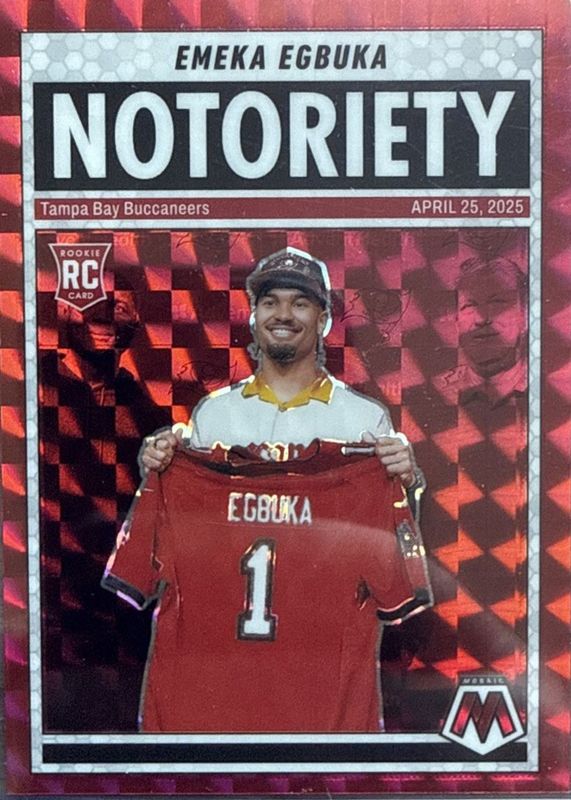 EMEKA EGBUKA
NOTORIETY
Tampa Bay Buccaneers APRIL 25, 2025
ROOKIE
RC
CARD
EGBUKA
1
MOSAIC
M